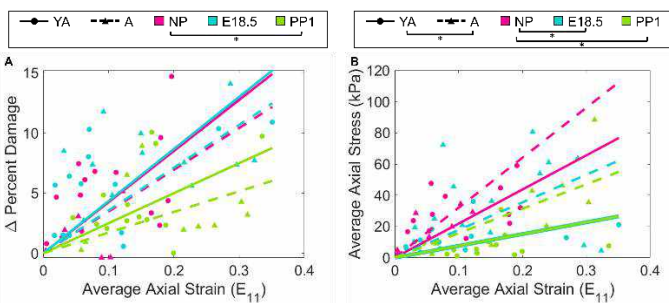 YA A NP E18.5 PP1
*
YA A NP E18.5 PP1
* * *
A
15
10
5
0
0 0.1 0.2 0.3 0.4
Δ Percent Damage
Average Axial Strain (E11)
B
120
100
80
60
40
20
0
0 0.1 0.2 0.3 0.4
Average Axial Stress (kPa)
Average Axial Strain (E11)